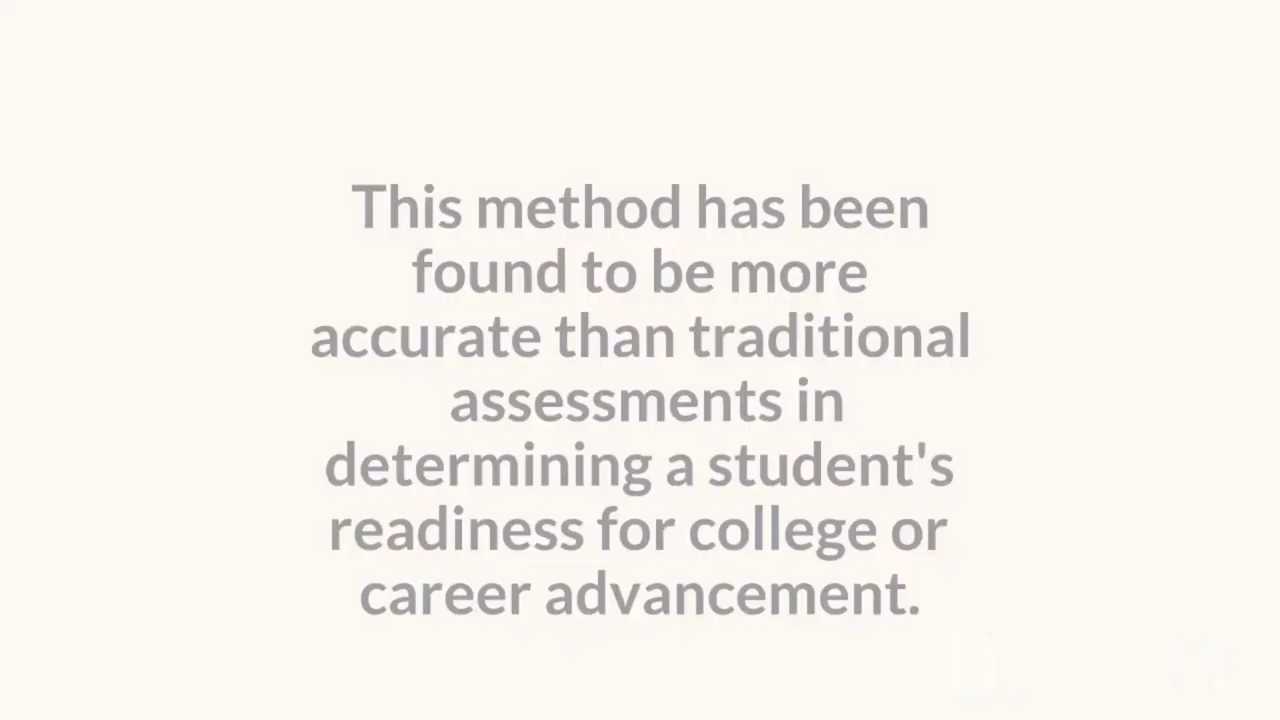 This method has been
found to be more
accurate than traditional
assessments in
determining a student's
readiness for college or
career advancement.